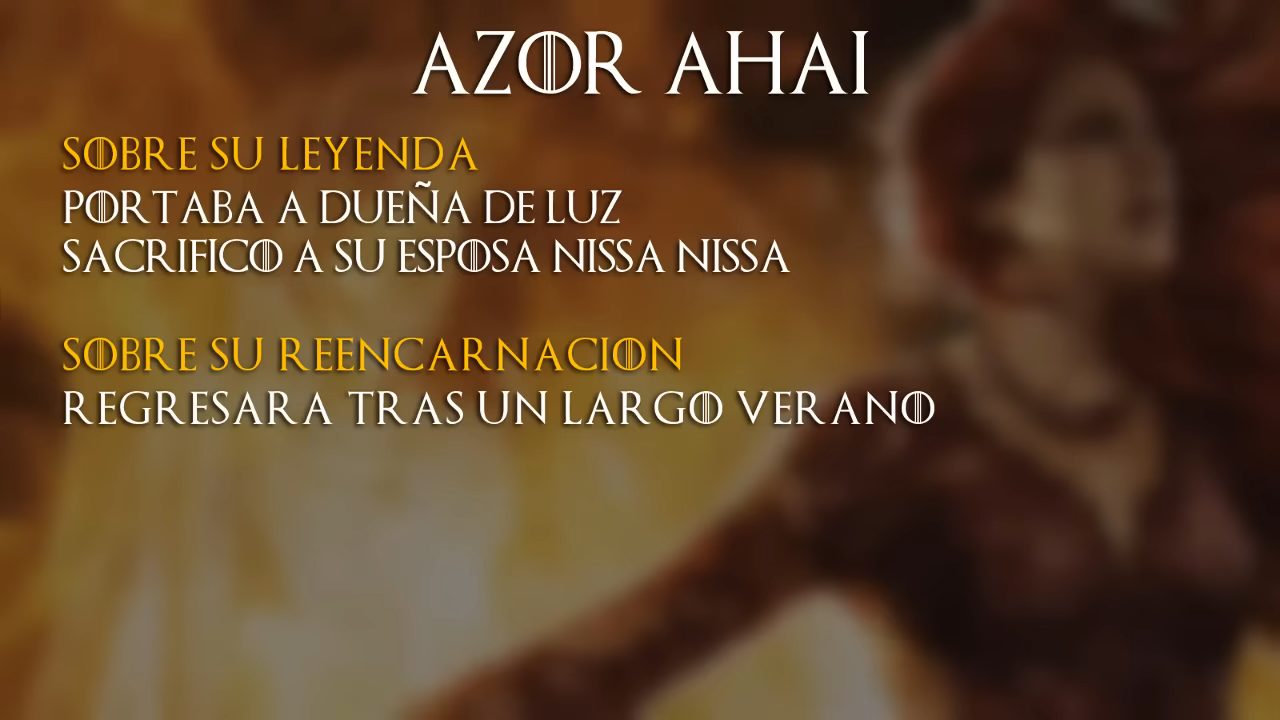 AZOR AHAI
SOBRE SU LEYENDA
PORTABA A DUEÑA DE LUZ
SACRIFICO A SU ESPOSA NISSA NISSA
SOBRE SU REENCARNACION
REGRESARA TRAS UN LARGO VERANO